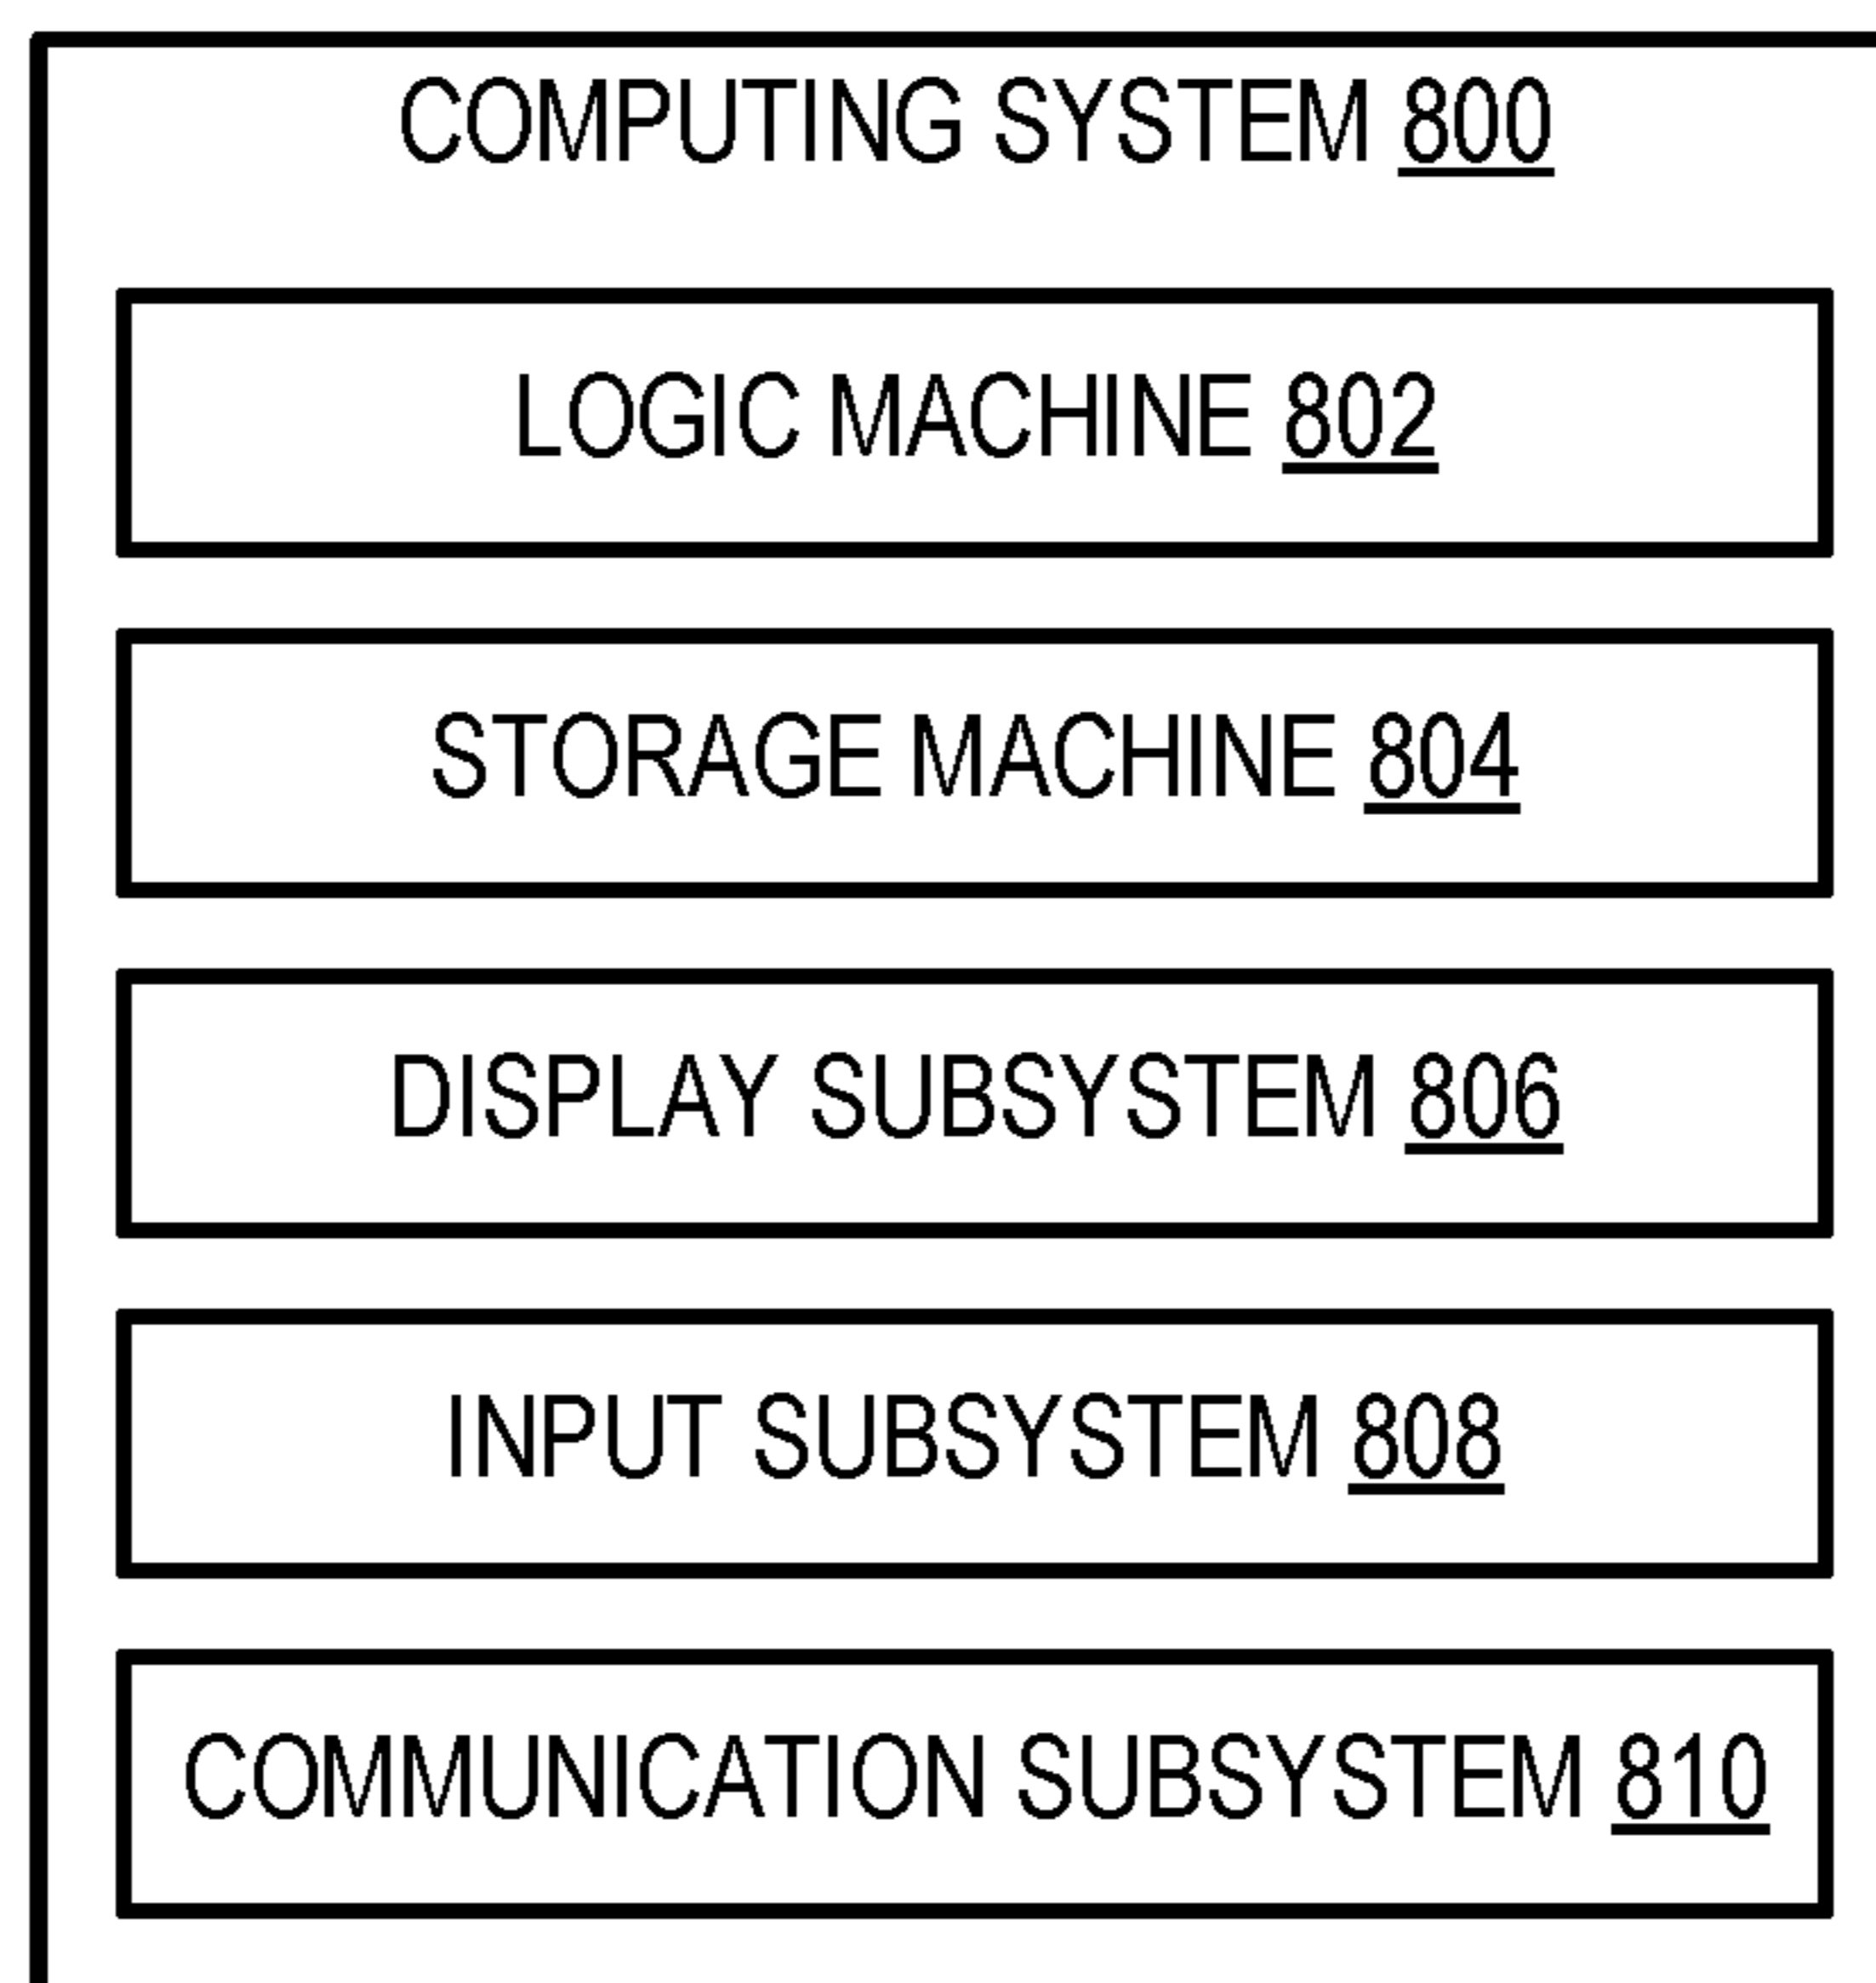 COMPUTING SYSTEM 800
LOGIC MACHINE 802
STORAGE MACHINE 804
DISPLAY SUBSYSTEM 806
INPUT SUBSYSTEM 808
COMMUNICATION SUBSYSTEM 810